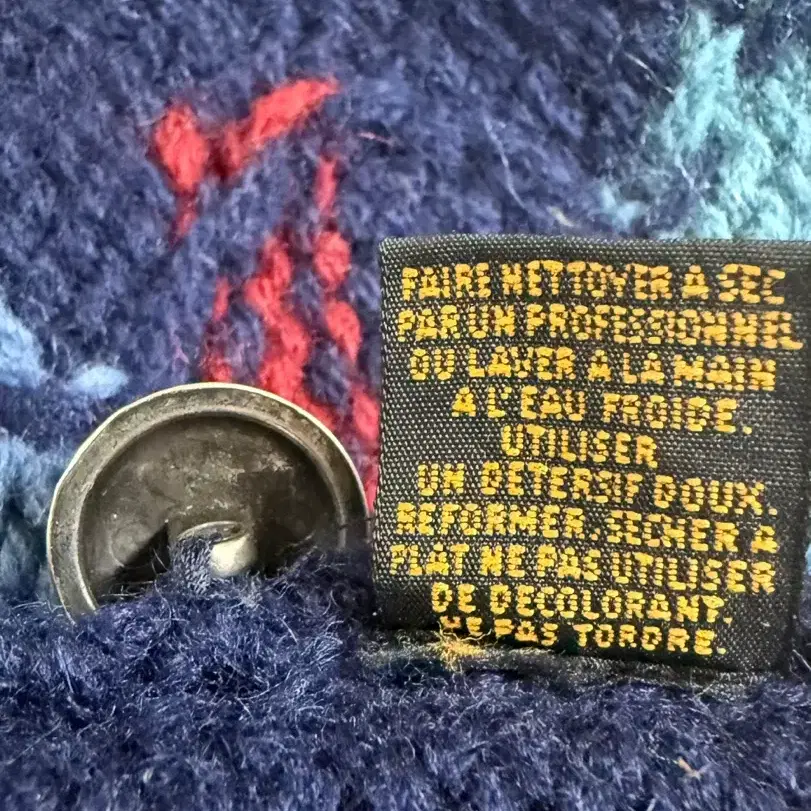 FAIRE NETTOYER A SEC
PAR UN PROFESSIONNEL
OU LAVER A LA MAIN
A L'EAU FROIDE.
UTILISER
UN DETERSIF DOUX.
REFORMER. SECHER A
PLAT NE PAS UTILISER
DE DECOLORANT.
NE PAS TORDRE.